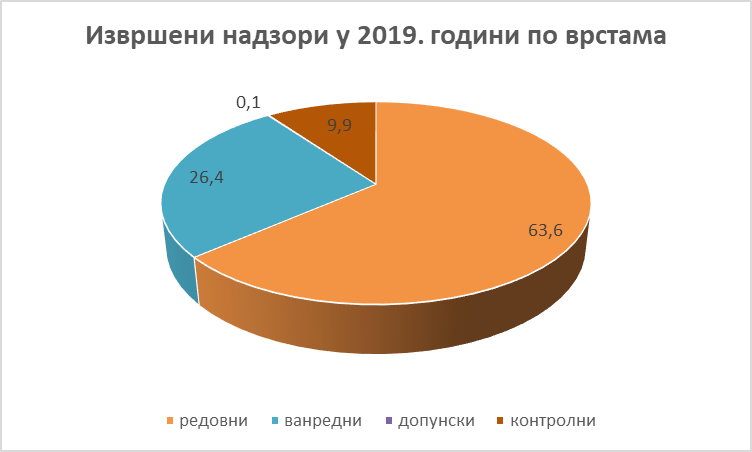 Извршени надзори у 2019. години по врстама
0,1
9,9
26,4
63,6
редовни ванредни допунски контролни